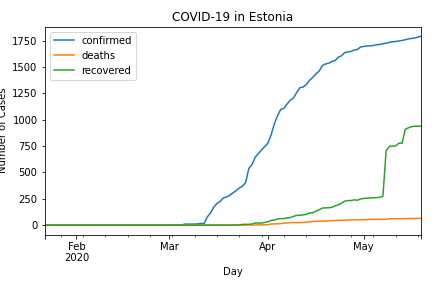 COVID-19 in Estonia
confirmed
deaths
recovered
1750
1500
1250
1000
750
500
250
0
Number of Cases
Feb
2020
Mar
Apr
May
Day